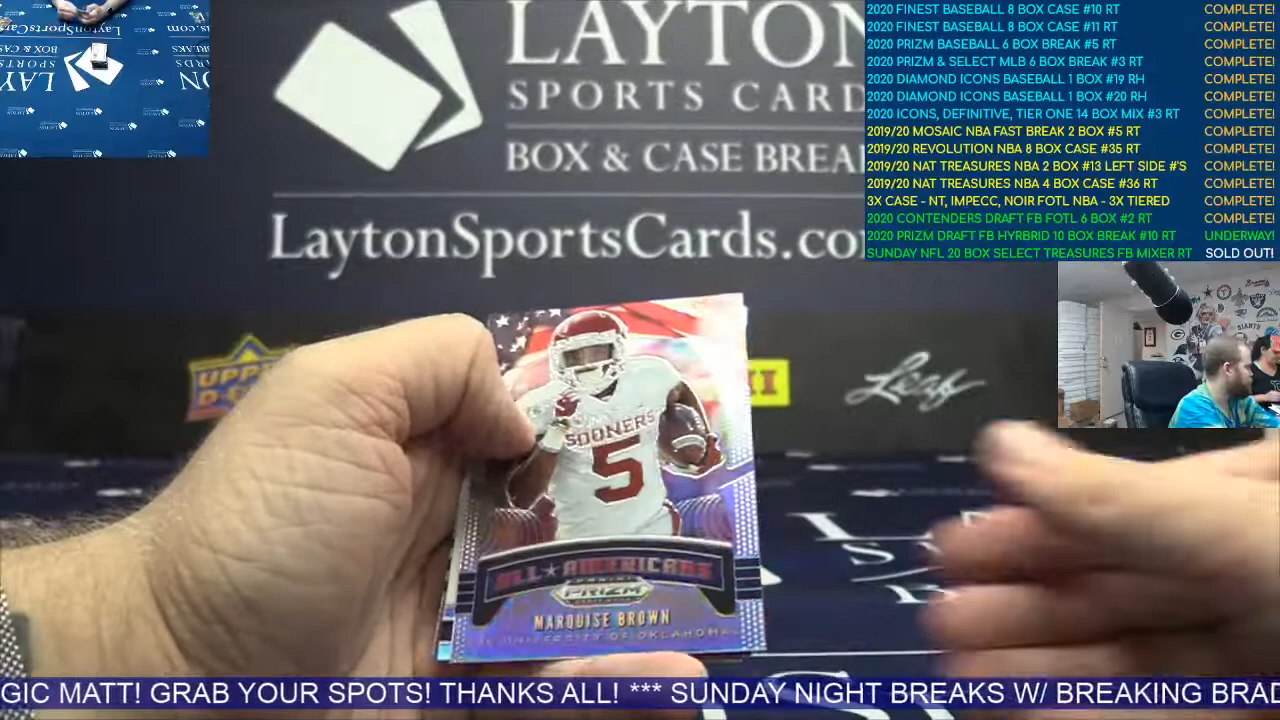 LAYTON
SPORTS CARD
BOX & CASE BREA
LaytonSportsCards.co
2020 FINEST BASEBALL 8 BOX CASE #10 RT COMPLETE!
2020 FINEST BASEBALL 8 BOX CASE #11 RT COMPLETE!
2020 PRIZM BASEBALL 6 BOX BREAK #5 RT COMPLETE!
2020 PRIZM & SELECT MLB 6 BOX BREAK #3 RT COMPLETE!
2020 DIAMOND ICONS BASEBALL 1 BOX #19 RH COMPLETE!
2020 DIAMOND ICONS BASEBALL 1 BOX #20 RH COMPLETE!
2020 ICONS, DEFINITIVE, TIER ONE 14 BOX MIX #3 RT COMPLETE!
2019/20 MOSAIC NBA FAST BREAK 2 BOX #5 RT COMPLETE!
2019/20 REVOLUTION NBA 8 BOX CASE #35 RT COMPLETE!
2019/20 NAT TREASURES NBA 2 BOX #13 LEFT SIDE #'S COMPLETE!
2019/20 NAT TREASURES NBA 4 BOX CASE #36 RT COMPLETE!
3X CASE - NT, IMPECC, NOIR FOTL NBA - 3X TIERED COMPLETE!
2020 CONTENDERS DRAFT FB FOTL 6 BOX #2 RT COMPLETE!
2020 PRIZM DRAFT FB HYRBRID 10 BOX BREAK #10 RT UNDERWAY!
SUNDAY NFL 20 BOX SELECT TREASURES FB MIXER RT SOLD OUT!
GIANTS
UPP
D-C
Leaf
SOONERS
5
ALL★AMERICANS
PANINI
PRIZM
MARQUISE BROWN
UNIVERSITY OF OKLAHOMA
GIC MATT! GRAB YOUR SPOTS! THANKS ALL! *** SUNDAY NIGHT BREAKS W/ BREAKING BRAD